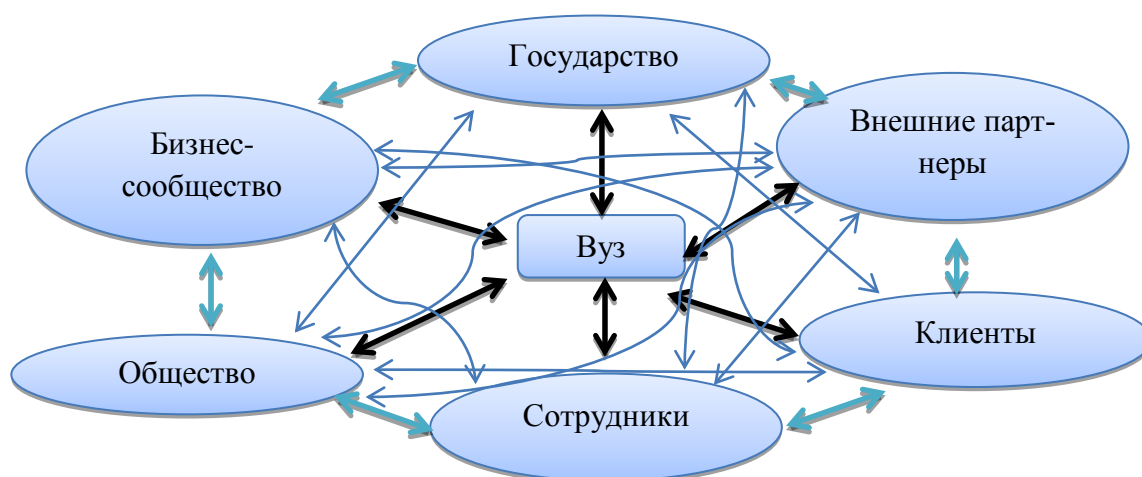 Государство
Бизнес-
сообщество
Внешние парт-
неры
Вуз
Клиенты
Общество
Сотрудники